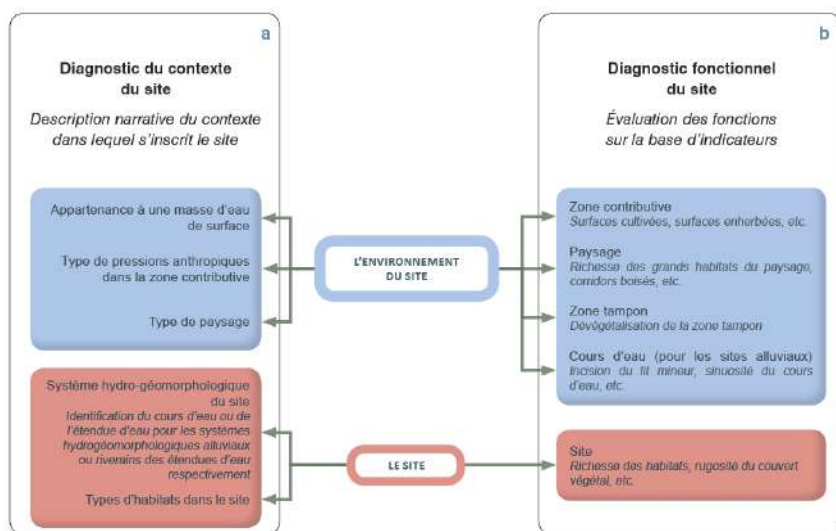 a
Diagnostic du contexte
du site
Description narrative du contexte
dans lequel s'inscrit le site
Appartenance à une masse d'eau
de surface
Type de pressions anthropiques
dans la zone contributive
Type de paysage
Système hydro-géomorphologique
du site
Identification du cours d'eau ou de
l'étendue d'eau pour les systèmes
hydrogéomorphologiques alluviaux
ou riverains des étendues d'eau
respectivement
Types d'habitats dans le site
L'ENVIRONNEMENT
DU SITE
LE SITE
b
Diagnostic fonctionnel
du site
Évaluation des fonctions
sur la base d'indicateurs
Zone contributive
Surfaces cultivées, surfaces enherbées, etc.
Paysage
Richesse des grands habitats du paysage,
corridors boisés, etc.
Zone tampon
Dévégétalisation de la zone tampon
Cours d'eau (pour les sites alluviaux)
Incision du lit mineur, sinuosité du cours
d'eau, etc.
Site
Richesse des habitats, rugosité du couvert
végétal, etc.